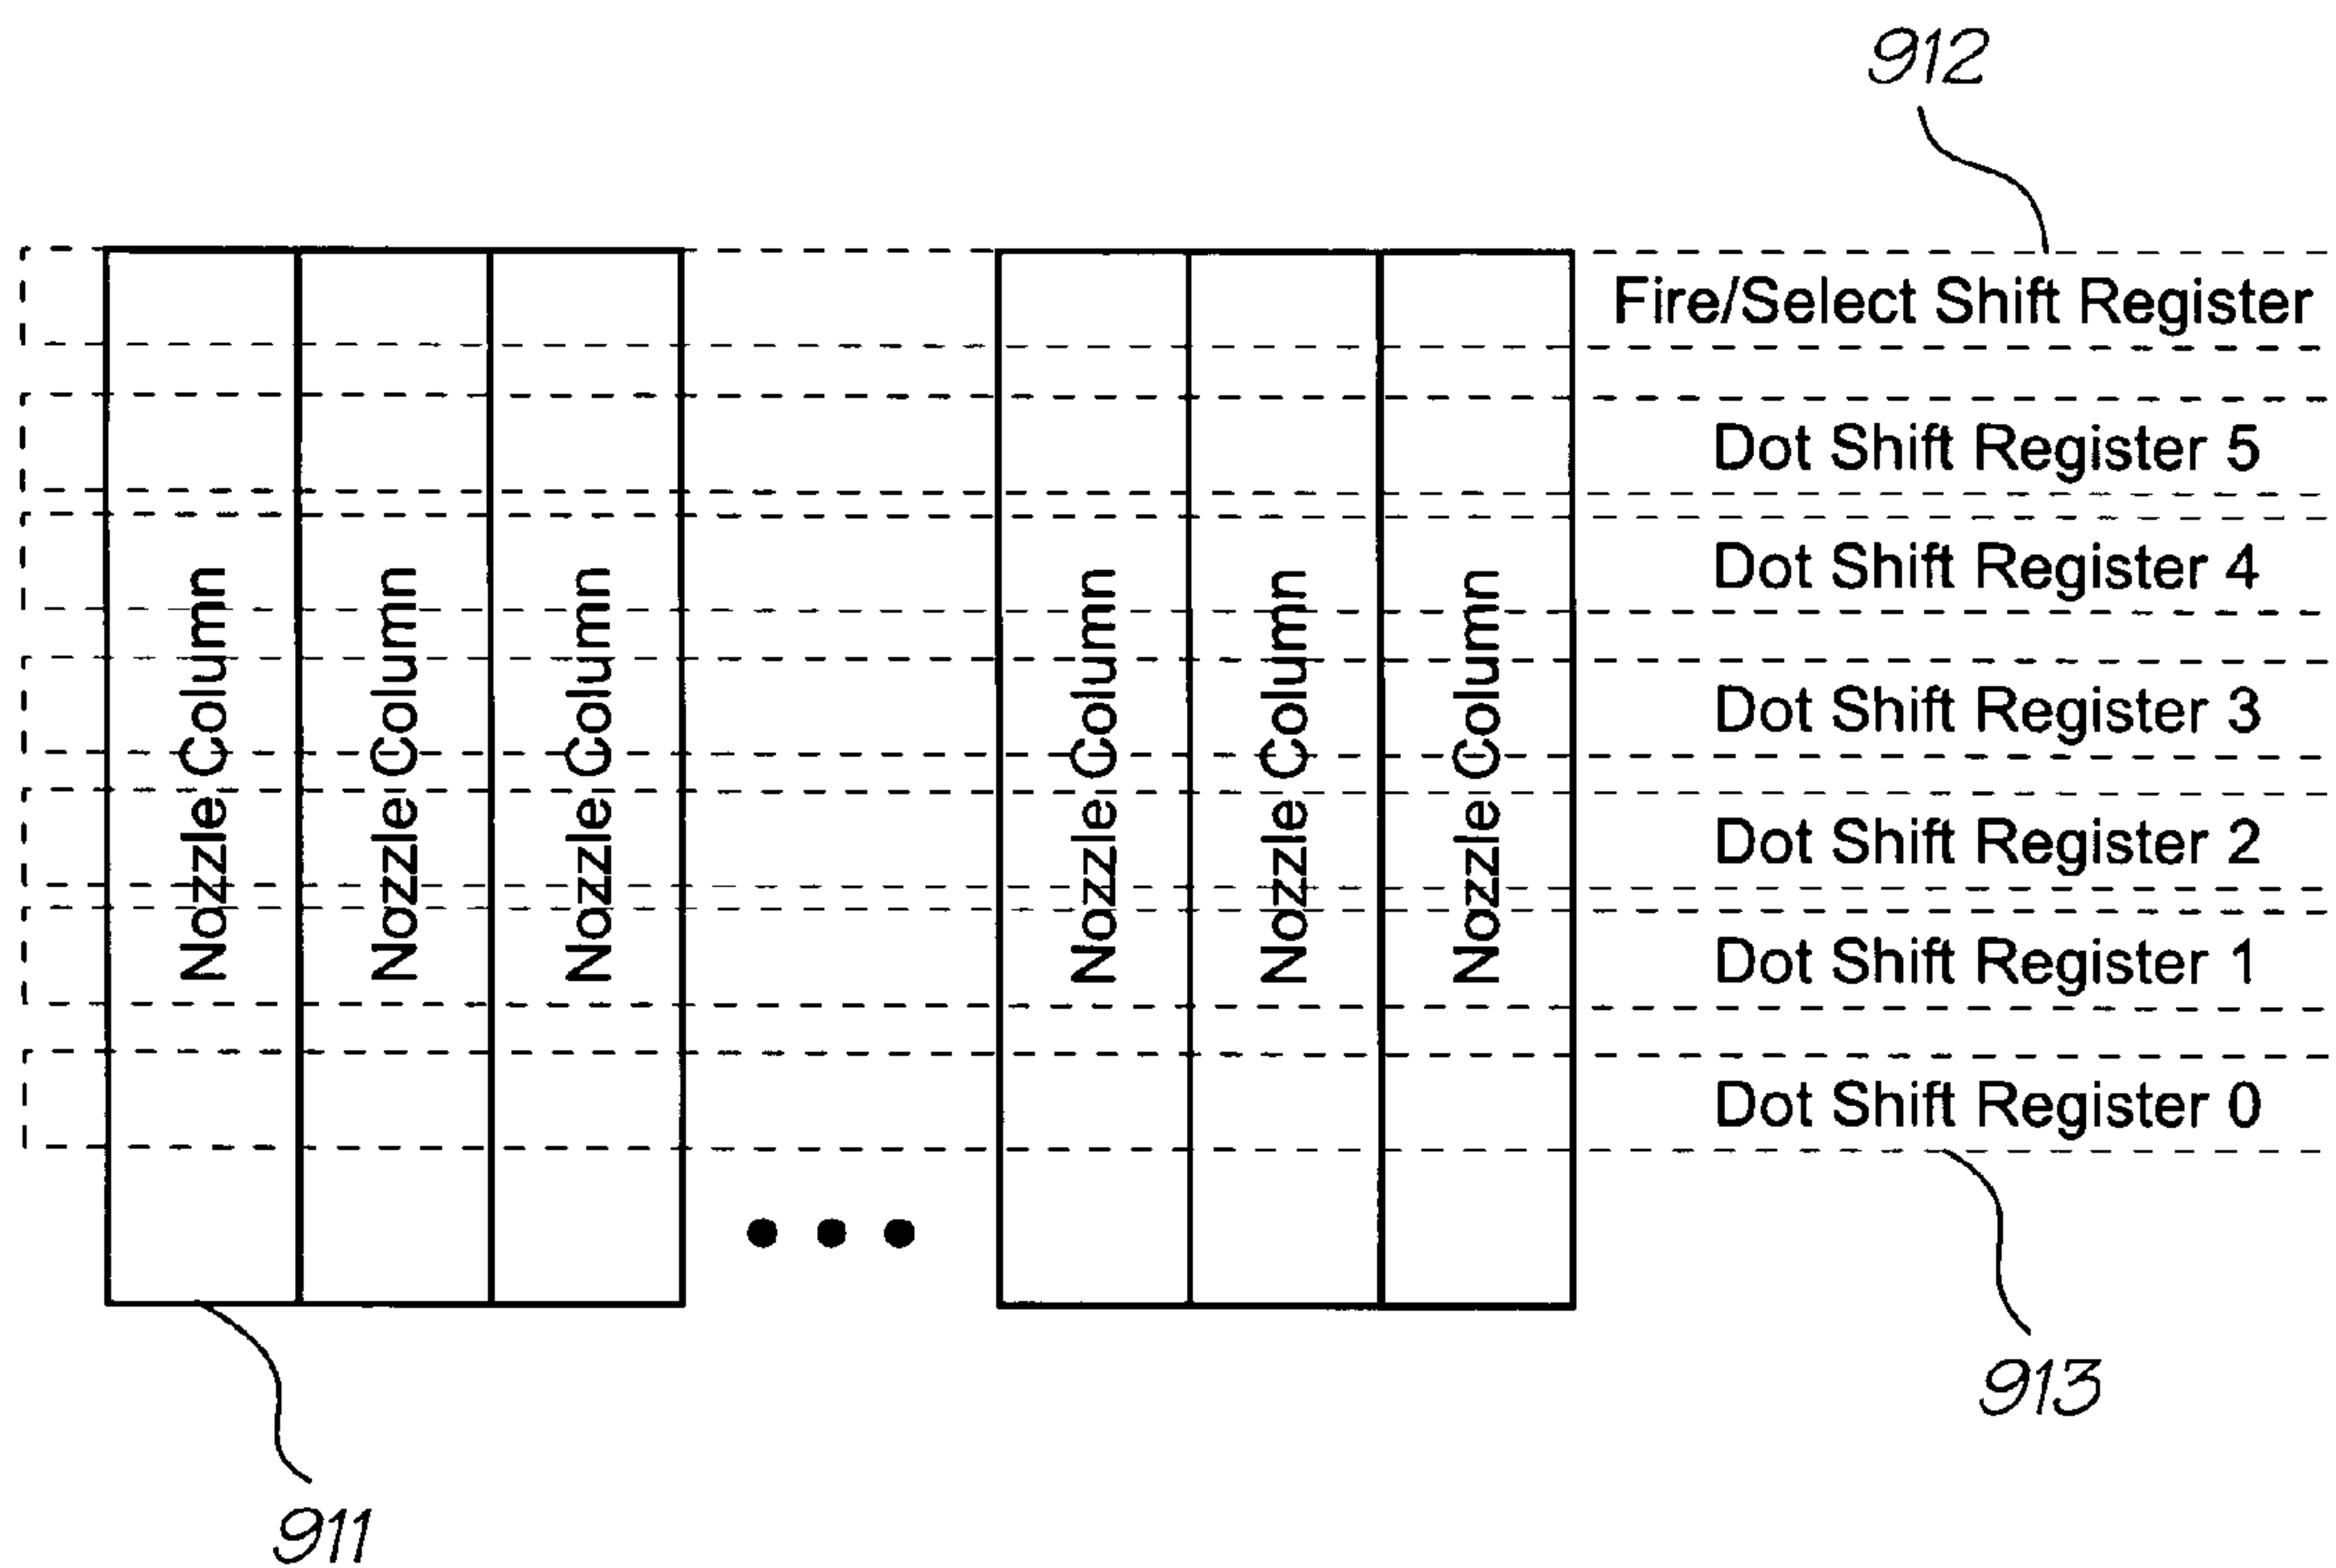 912
Fire/Select Shift Register
Dot Shift Register 5
Dot Shift Register 4
Dot Shift Register 3
Dot Shift Register 2
Dot Shift Register 1
Dot Shift Register 0
Nozzle Column
Nozzle Column
Nozzle Column
Nozzle Column
Nozzle Column
Nozzle Column
913
911